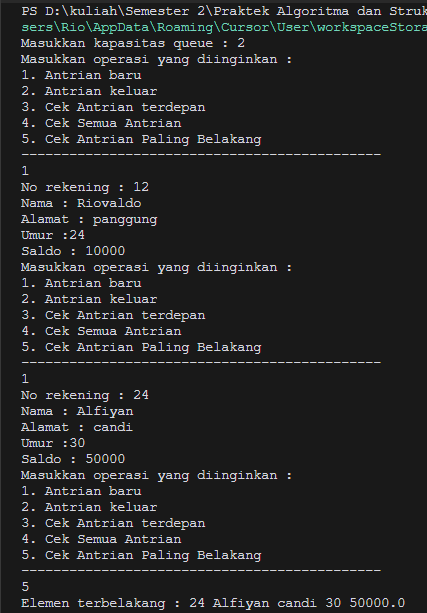 PS D:\kuliah\Semester 2\Praktek Algoritma dan Struk
sers\Rio\AppData\Roaming\Cursor\User\workspaceStora
Masukkan kapasitas queue : 2
Masukkan operasi yang diinginkan :
1. Antrian baru
2. Antrian keluar
3. Cek Antrian terdepan
4. Cek Semua Antrian
5. Cek Antrian Paling Belakang
---------------------------------------------
1
No rekening : 12
Nama : Riovaldo
Alamat : panggung
Umur :24
Saldo : 10000
Masukkan operasi yang diinginkan :
1. Antrian baru
2. Antrian keluar
3. Cek Antrian terdepan
4. Cek Semua Antrian
5. Cek Antrian Paling Belakang
---------------------------------------------
1
No rekening : 24
Nama : Alfiyan
Alamat : candi
Umur :30
Saldo : 50000
Masukkan operasi yang diinginkan :
1. Antrian baru
2. Antrian keluar
3. Cek Antrian terdepan
4. Cek Semua Antrian
5. Cek Antrian Paling Belakang
---------------------------------------------
5
Elemen terbelakang : 24 Alfiyan candi 30 50000.0